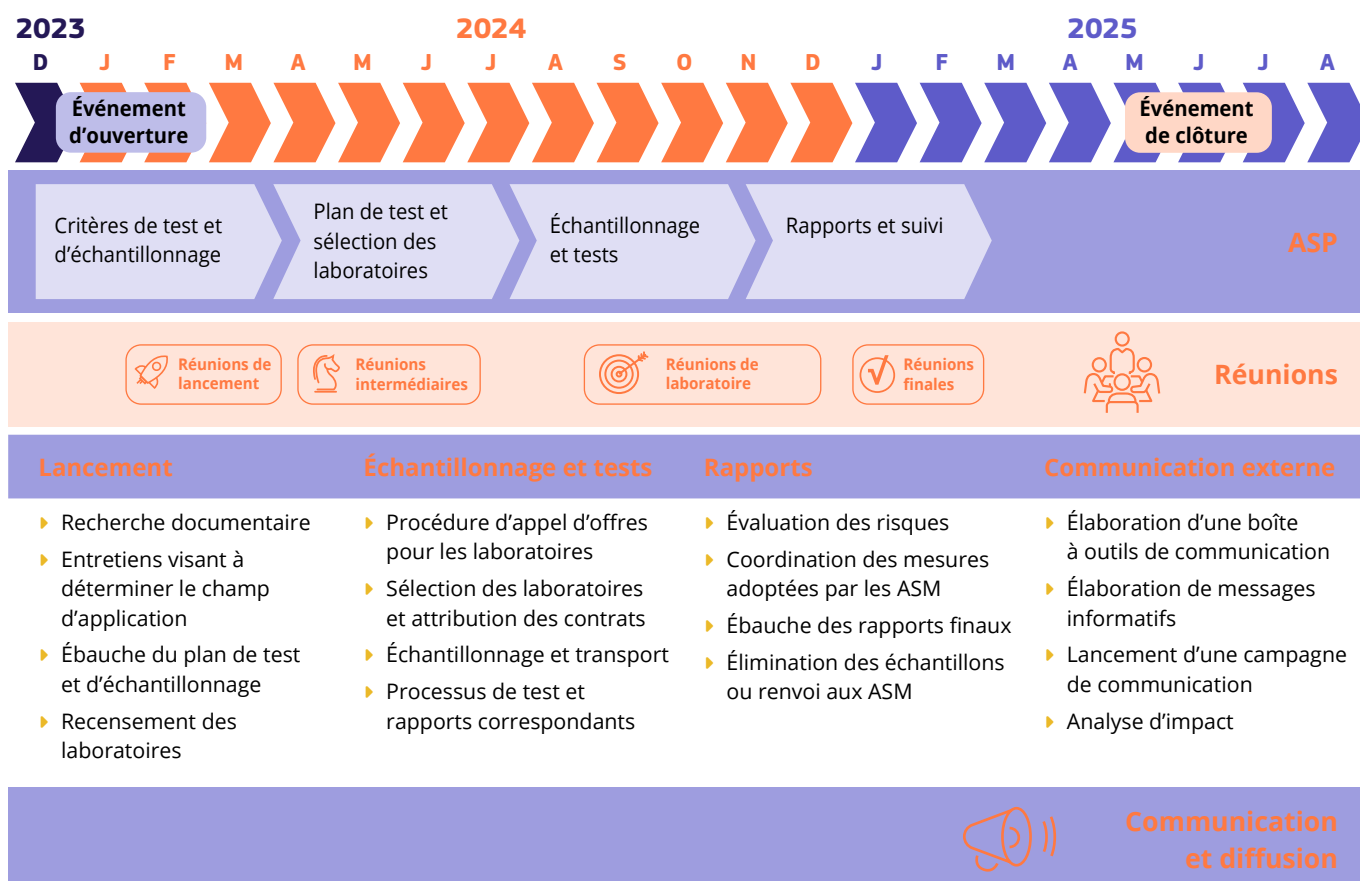 2023
2024
2025
D J F M A M J J A S O N D J F M A M J J A
Événement
d’ouverture
Événement
de clôture
Critères de test et
d’échantillonnage
Plan de test et
sélection des
laboratoires
Échantillonnage
et tests
Rapports et suivi
ASP
Réunions de
lancement
Réunions
intermédiaires
Réunions de
laboratoire
Réunions
finales
Réunions
Lancement
Recherche documentaire
Entretiens visant à
déterminer le champ
d’application
Ébauche du plan de test
et d’échantillonnage
Recensement des
laboratoires
Échantillonnage et tests
Procédure d’appel d’offres
pour les laboratoires
Sélection des laboratoires
et attribution des contrats
Échantillonnage et transport
Processus de test et
rapports correspondants
Rapports
Évaluation des risques
Coordination des mesures
adoptées par les ASM
Ébauche des rapports finaux
Élimination des échantillons
ou renvoi aux ASM
Communication externe
Élaboration d’une boîte
à outils de communication
Élaboration de messages
informatifs
Lancement d’une campagne
de communication
Analyse d’impact
Communication
et diffusion